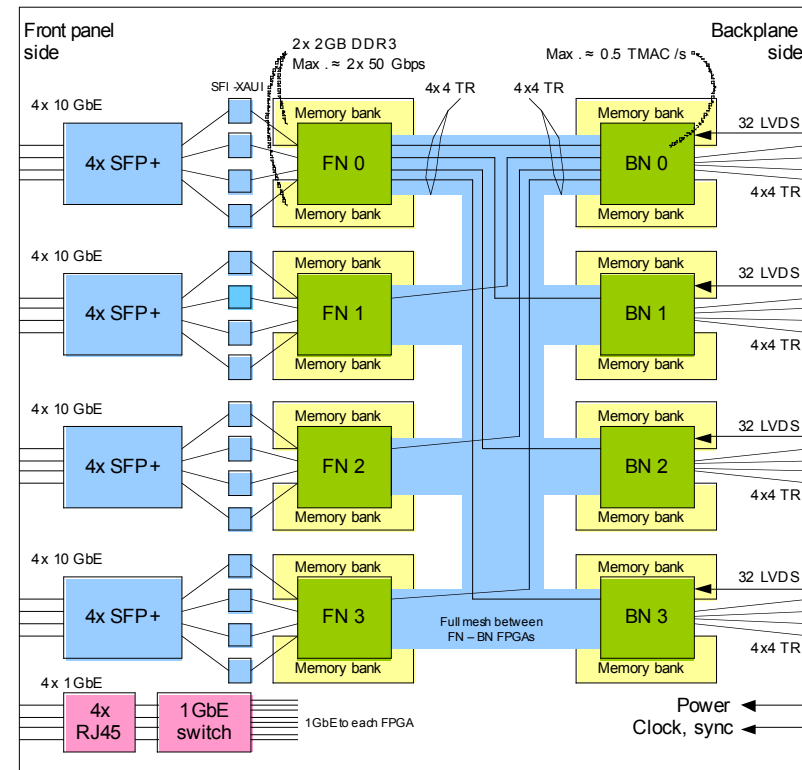 Front panel
side
2x 2GB DDR3
Max . ≈ 2x 50 Gbps
Max . ≈ 0.5 TMAC /s
Backplane
side
SFI -XAUI
4x4 TR
4x4 TR
4x 10 GbE
4x SFP+
Memory bank
FN 0
Memory bank
Memory bank
BN 0
Memory bank
32 LVDS
4x4 TR
4x 10 GbE
4x SFP+
Memory bank
FN 1
Memory bank
Memory bank
BN 1
Memory bank
32 LVDS
4x4 TR
4x 10 GbE
4x SFP+
Memory bank
FN 2
Memory bank
Memory bank
BN 2
Memory bank
32 LVDS
4x4 TR
4x 10 GbE
4x SFP+
Memory bank
FN 3
Memory bank
Full mesh between
FN – BN FPGAs
Memory bank
BN 3
Memory bank
32 LVDS
4x4 TR
4x 1GbE
4x
RJ45
1GbE
switch
1GbE to each FPGA
Power
Clock, sync